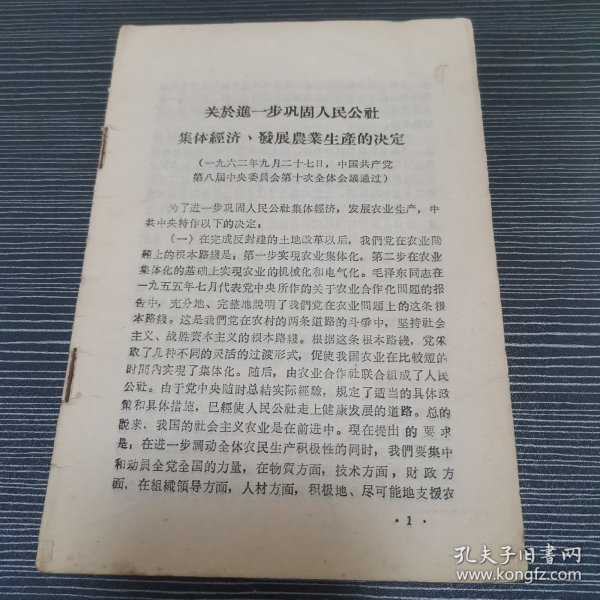 关於進一步巩固人民公社
集体經济、發展農業生產的决定
(一九六二年九月二十七日，中国共产党
第八届中央委員会第十次全体会議通过)
为了进一步巩固人民公社集体經济，发展农业生产，中
共中央特作以下的决定：
(一)在完成反封建的土地改革以后，我們党在农业問
題上的根本路綫是：第一步实现农业集体化，第二步在农业
集体化的基础上实现农业的机械化和电气化。毛泽东同志在
一九五五年七月代表党中央所作的关于农业合作化問題的报
告中，充分地、完整地說明了我們党在农业問題上的这条根
本路綫。这是我們党在农村的两条道路的斗爭中，坚持社会
主义、战胜資本主义的根本路綫。根据这条根本路綫，党采
取了几种不同的灵活的过渡形式，促使我国农业在比較短的
时間内实现了集体化。随后，由农业合作社联合組成了人民
公社。由于党中央随时总結实际經驗，規定了适当的具体政
策和具体措施，已經使人民公社走上健康发展的道路。总的
說来，我国的社会主义农业是在前进中。現在提出的要求
是，在进一步調动全体农民生产积极性的同时，我們要集中
和动員全党全国的力量，在物質方面，技术方面，財政方
面，在組織領导方面，人材方面，积极地、尽可能地支援农
·1·
孔夫子旧書网
www.kongfz.com